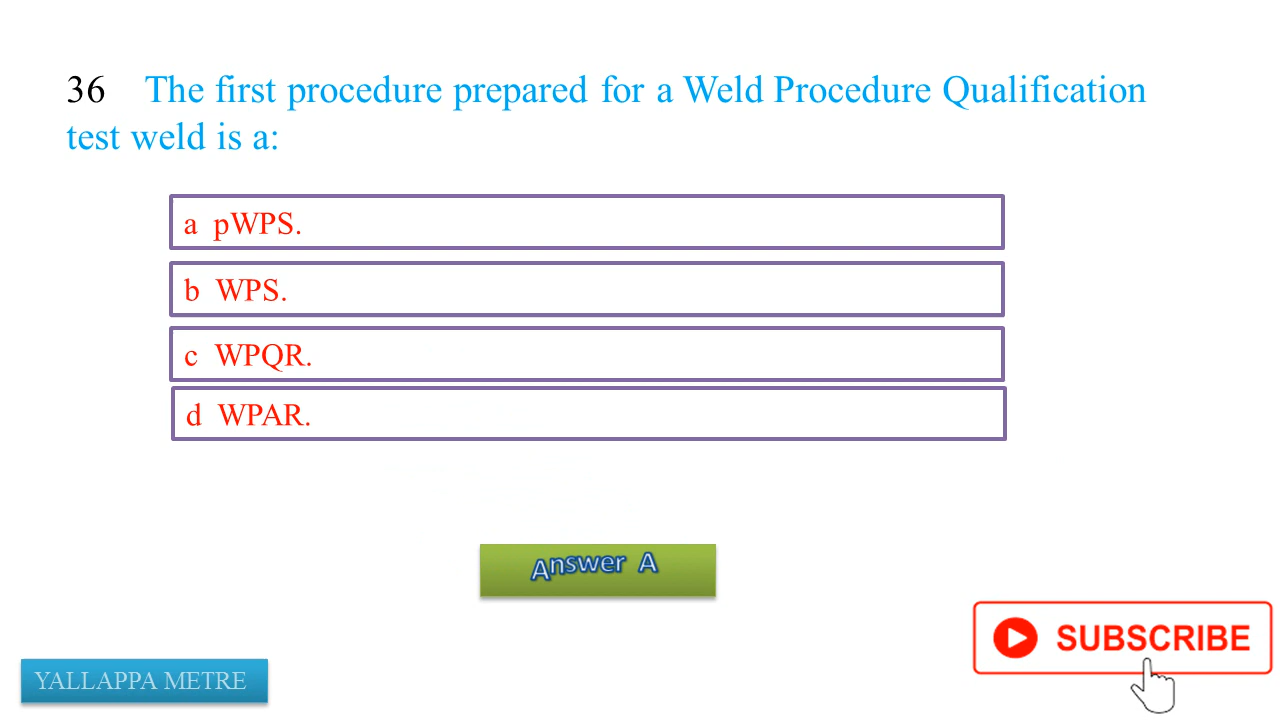 36 The first procedure prepared for a Weld Procedure Qualification
test weld is a:
a pWPS.
b WPS.
c WPQR.
d WPAR.
Answer A
SUBSCRIBE
YALLAPPA METRE